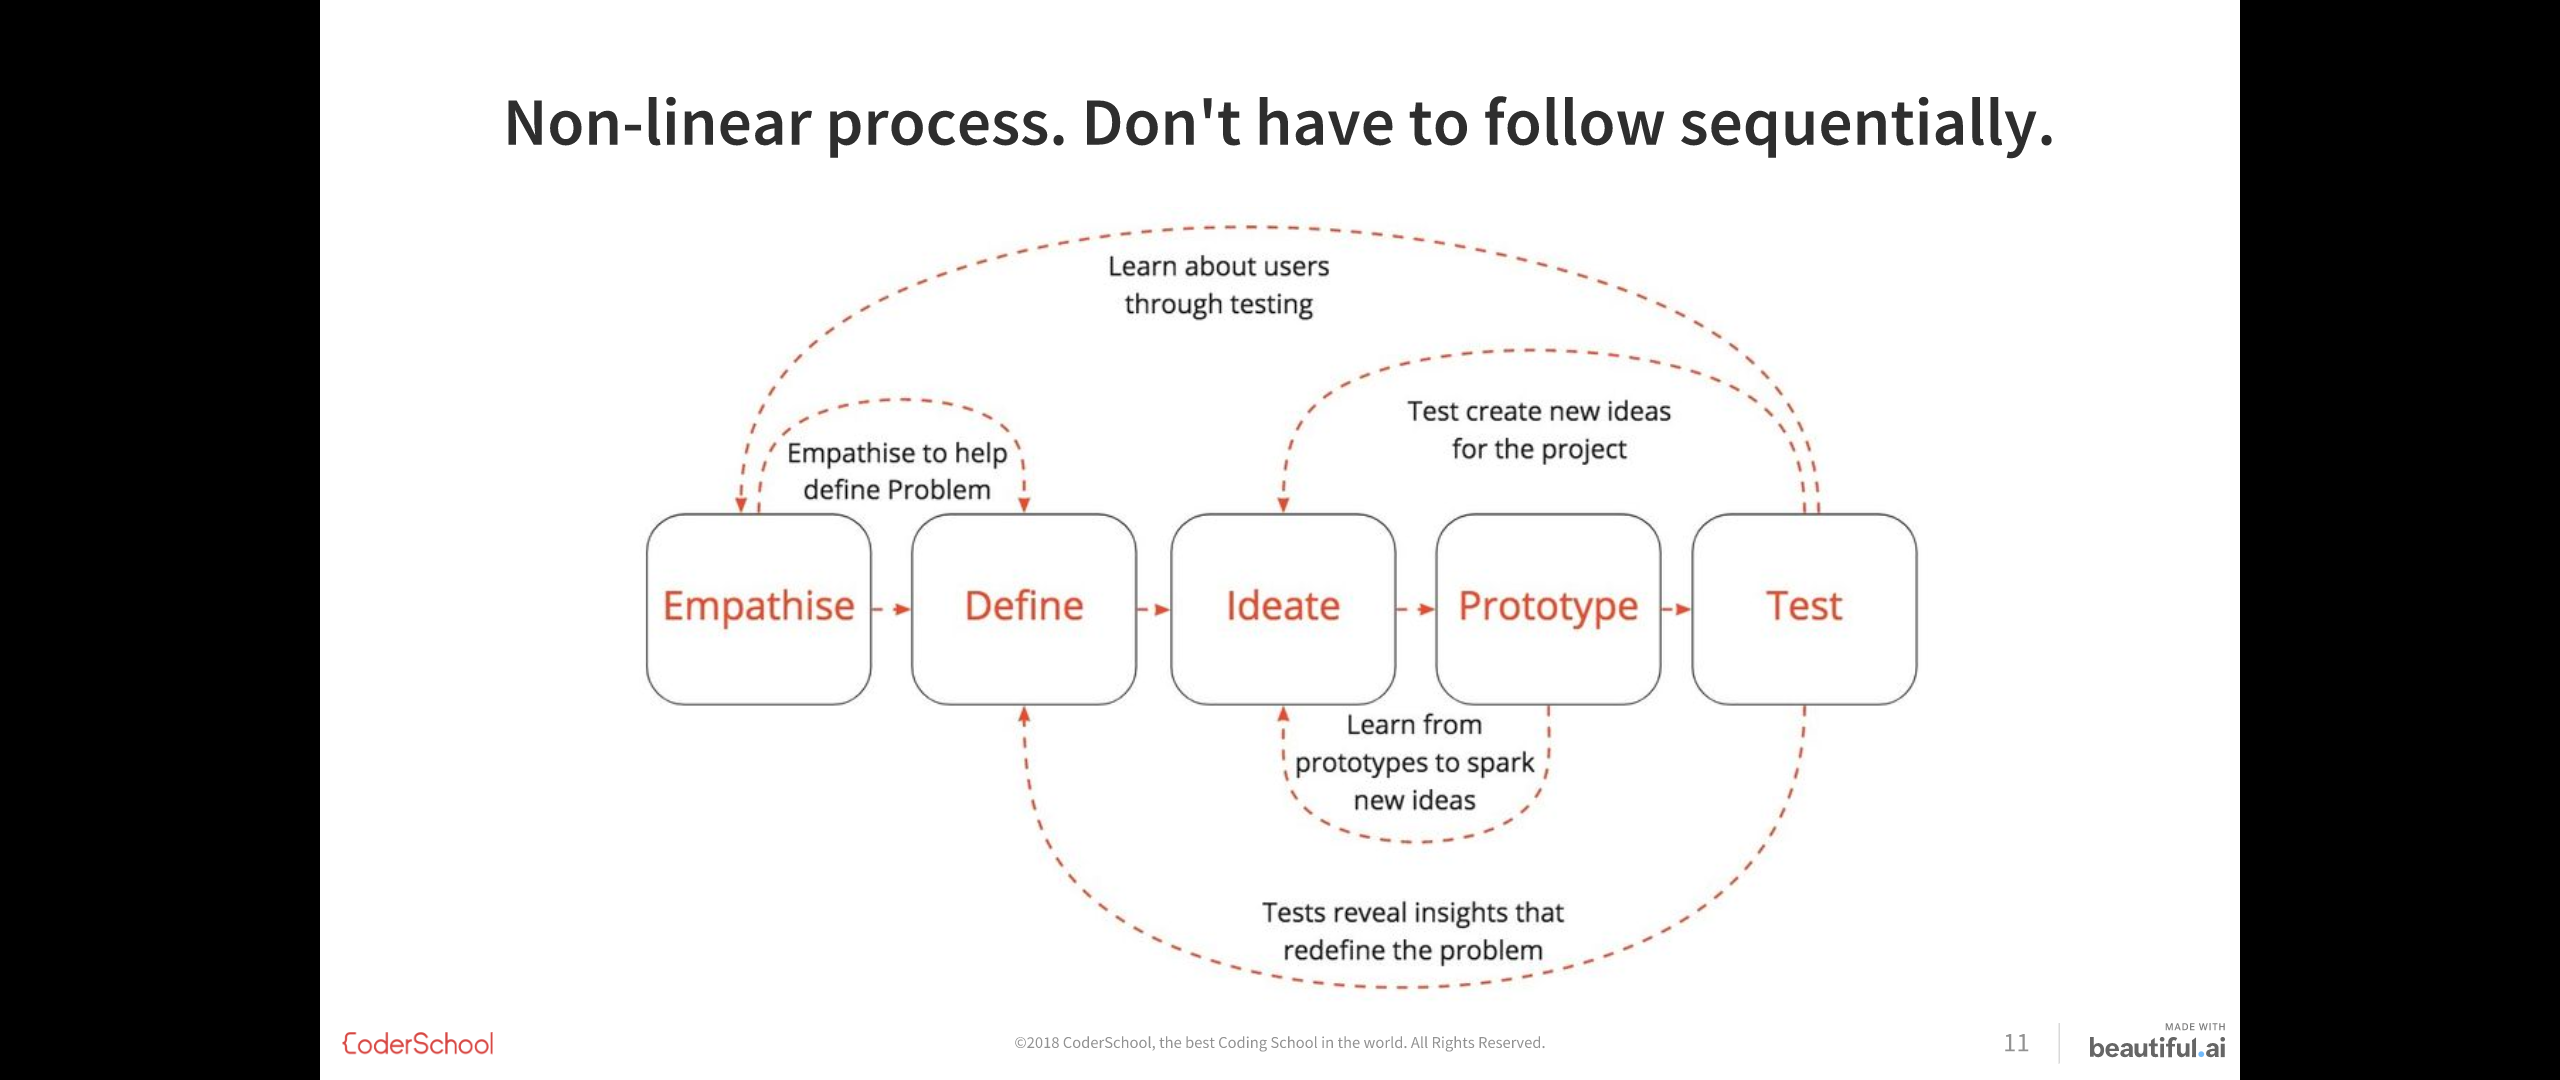 Non-linear process. Don't have to follow sequentially.
Learn about users
through testing
Test create new ideas
for the project
Empathise to help
define Problem
Empathise
Define
Ideate
Prototype
Test
Learn from
prototypes to spark
new ideas
Tests reveal insights that
redefine the problem
CoderSchool
©2018 CoderSchool, the best Coding School in the world. All Rights Reserved.
11
MADE WITH
beautiful.ai